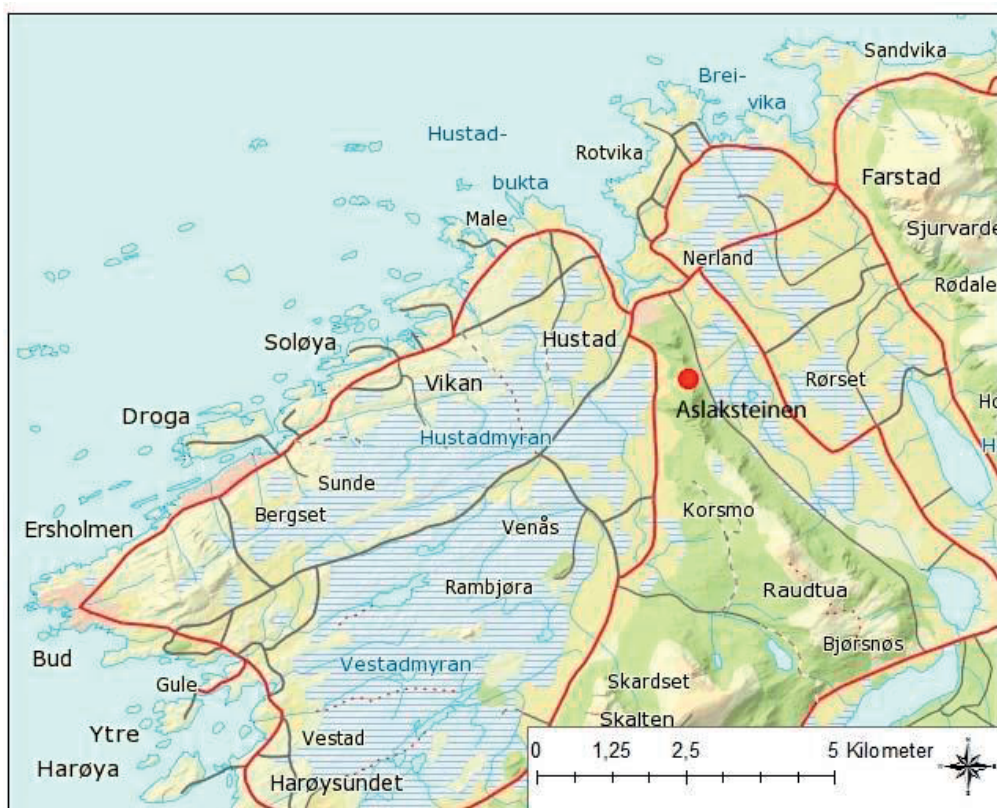 Sandvika
Brei-
vika
Hustad-
bukta
Rotvika
Farstad
Male
Sjurvarde
Nerland
Rødale
Soløya
Hustad
Vikan
Rørset
Aslaksteinen
Droga
Hustadmyran
Sunde
Bergset
Korsmo
Ersholmen
Venås
Rambjøra
Raudtua
Bud
Vestadmyran
Bjørsnøs
Gule
Skardset
Skalten
Ytre
Vestad
Harøya
Harøysundet
0 1,25 2,5 5 Kilometer